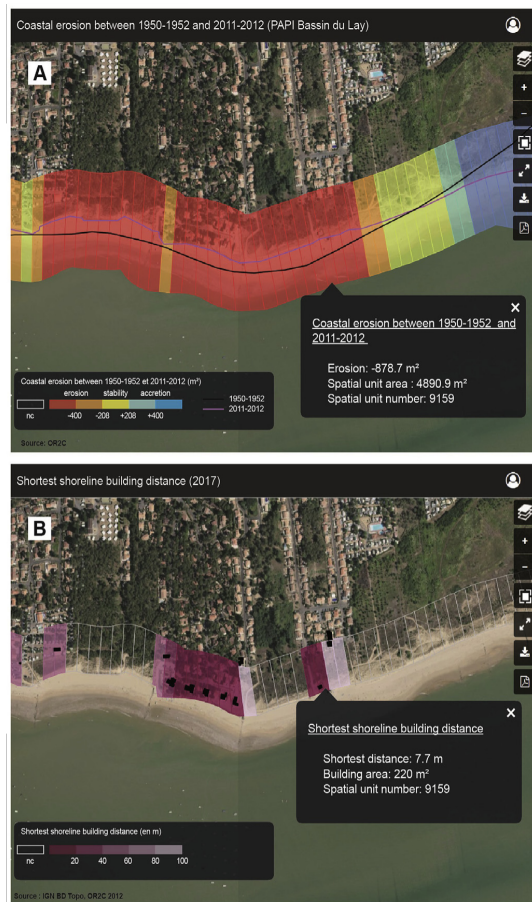 Coastal erosion between 1950-1952 and 2011-2012 (PAPI Bassin du Lay)
A
+
−
×
Coastal erosion between 1950-1952 and
2011-2012
Erosion: -878.7 m²
Spatial unit area : 4890.9 m²
Spatial unit number: 9159
Coastal erosion between 1950-1952 et 2011-2012 (m²)
erosion stability accretion
nc -400 -208 +208 +400
1950-1952
2011-2012
Source: OR2C
Shortest shoreline building distance (2017)
B
+
−
×
Shortest shoreline building distance
Shortest distance: 7.7 m
Building area: 220 m²
Spatial unit number: 9159
Shortest shoreline building distance (en m)
nc 20 40 60 80 100
Source : IGN BD Topo, OR2C 2012